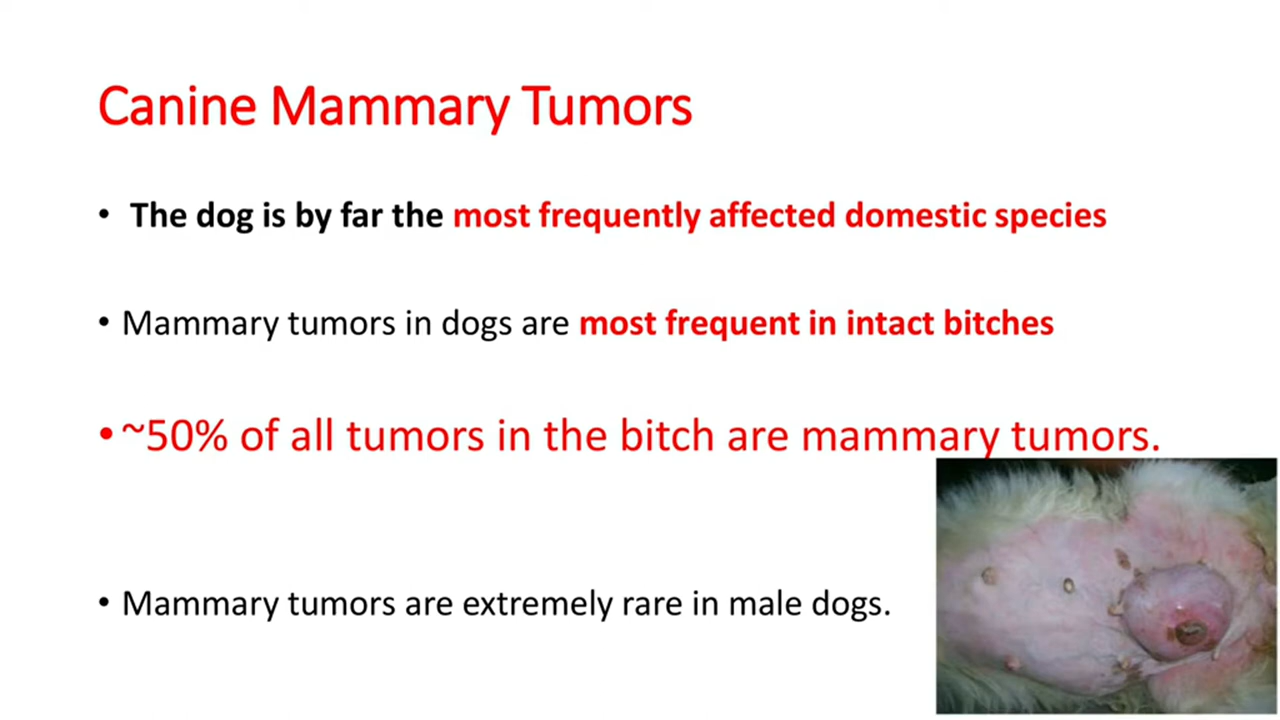 Canine Mammary Tumors
• The dog is by far the most frequently affected domestic species
• Mammary tumors in dogs are most frequent in intact bitches
• ~50% of all tumors in the bitch are mammary tumors.
• Mammary tumors are extremely rare in male dogs.